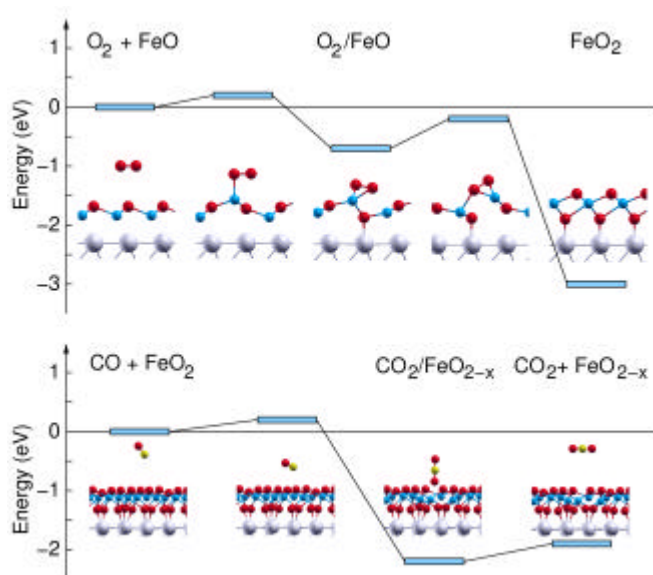 O2 + FeO O2/FeO FeO2
1
0
−1
−2
−3
Energy (eV)
CO + FeO2 CO2/FeO2−x CO2+ FeO2−x
1
0
−1
−2
Energy (eV)